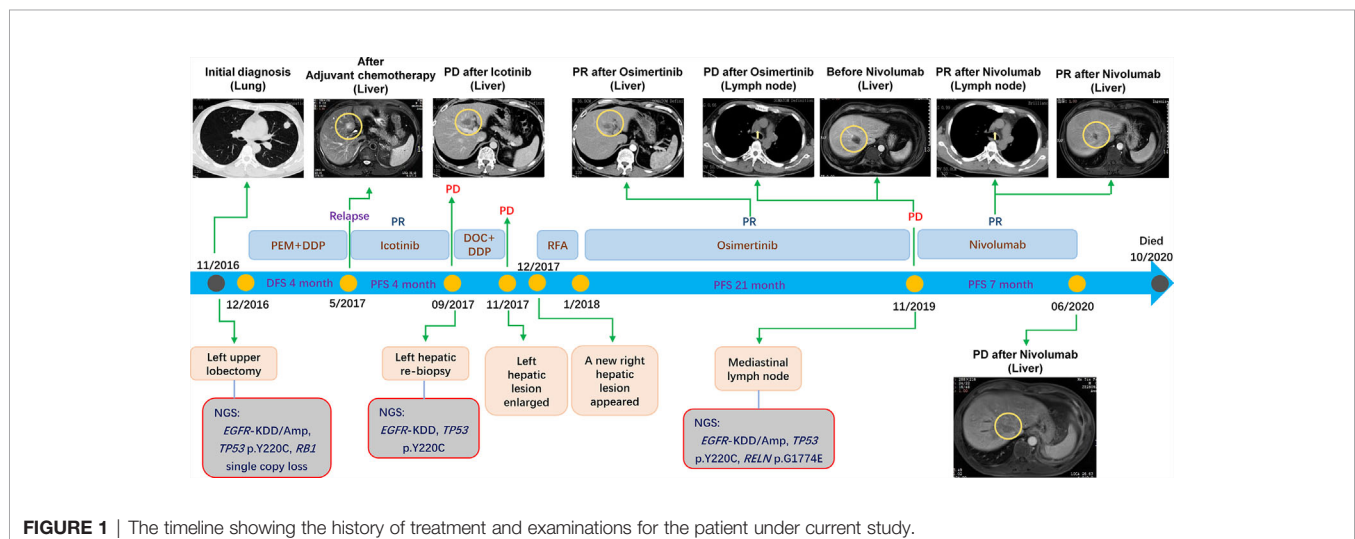 Initial diagnosis
(Lung)
After
Adjuvant chemotherapy
(Liver)
PD after Icotinib
(Liver)
PR after Osimertinib
(Liver)
PD after Osimertinib
(Lymph node)
Before Nivolumab
(Liver)
PR after Nivolumab
(Lymph node)
PR after Nivolumab
(Liver)
Relapse
PR
PD
PD
PR
PD
PR
PEM+DDP
Icotinib
DOC+
DDP
RFA
Osimertinib
Nivolumab
Died
10/2020
11/2016
12/2017
DFS 4 month
PFS 4 month
PFS 21 month
PFS 7 month
12/2016
5/2017
09/2017
11/2017
1/2018
11/2019
06/2020
Left upper
lobectomy
Left hepatic
re-biopsy
Left
hepatic
lesion
enlarged
A new right
hepatic
lesion
appeared
Mediastinal
lymph node
PD after Nivolumab
(Liver)
NGS:
EGFR-KDD/Amp,
TP53 p.Y220C, RB1
single copy loss
NGS:
EGFR-KDD, TP53
p.Y220C
NGS:
EGFR-KDD/Amp, TP53
p.Y220C, RELN p.G1774E
FIGURE 1 | The timeline showing the history of treatment and examinations for the patient under current study.